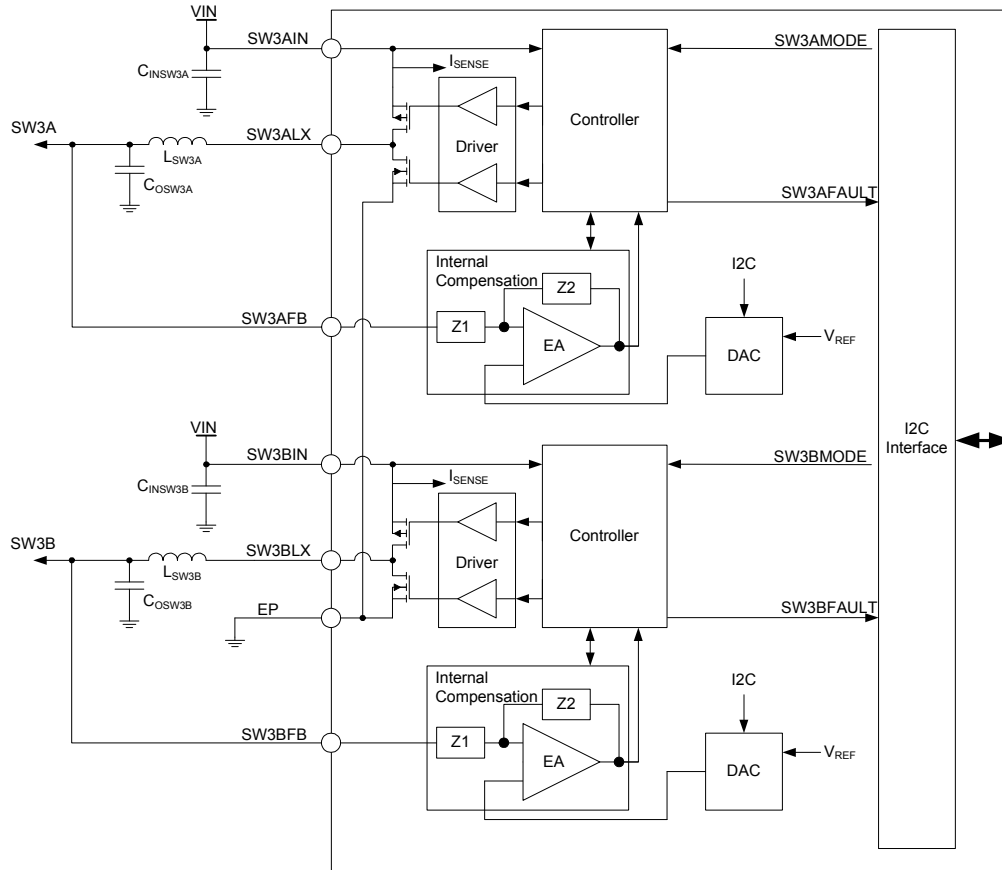 VIN
SW3AIN
SW3AMODE
CINSW3A
ISENSE
Controller
SW3A
SW3ALX
Driver
LSW3A
COSW3A
SW3AFAULT
Internal
Compensation
I2C
Z2
SW3AFB
Z1
EA
DAC
VREF
I2C
Interface
VIN
SW3BIN
SW3BMODE
CINSW3B
ISENSE
Controller
SW3B
SW3BLX
Driver
LSW3B
COSW3B
EP
SW3BFAULT
Internal
Compensation
I2C
Z2
SW3BFB
Z1
EA
DAC
VREF